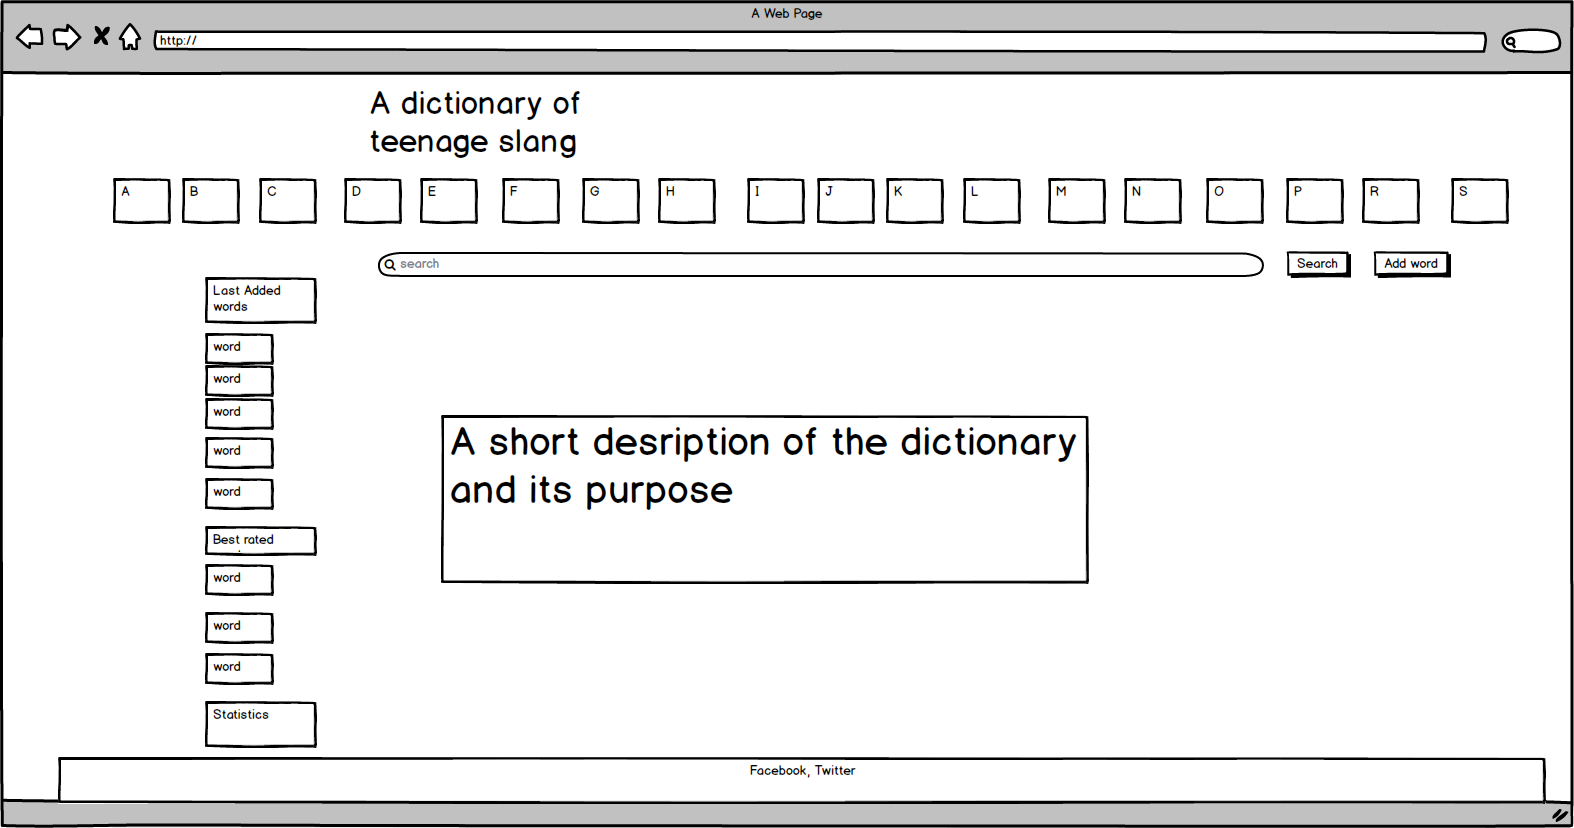 A Web Page
http://
A dictionary of
teenage slang
A B C D E F G H I J K L M N O P R S
search
Search
Add word
Last Added
words
word
word
word
word
word
A short desription of the dictionary
and its purpose
Best rated
word
word
word
Statistics
Facebook, Twitter